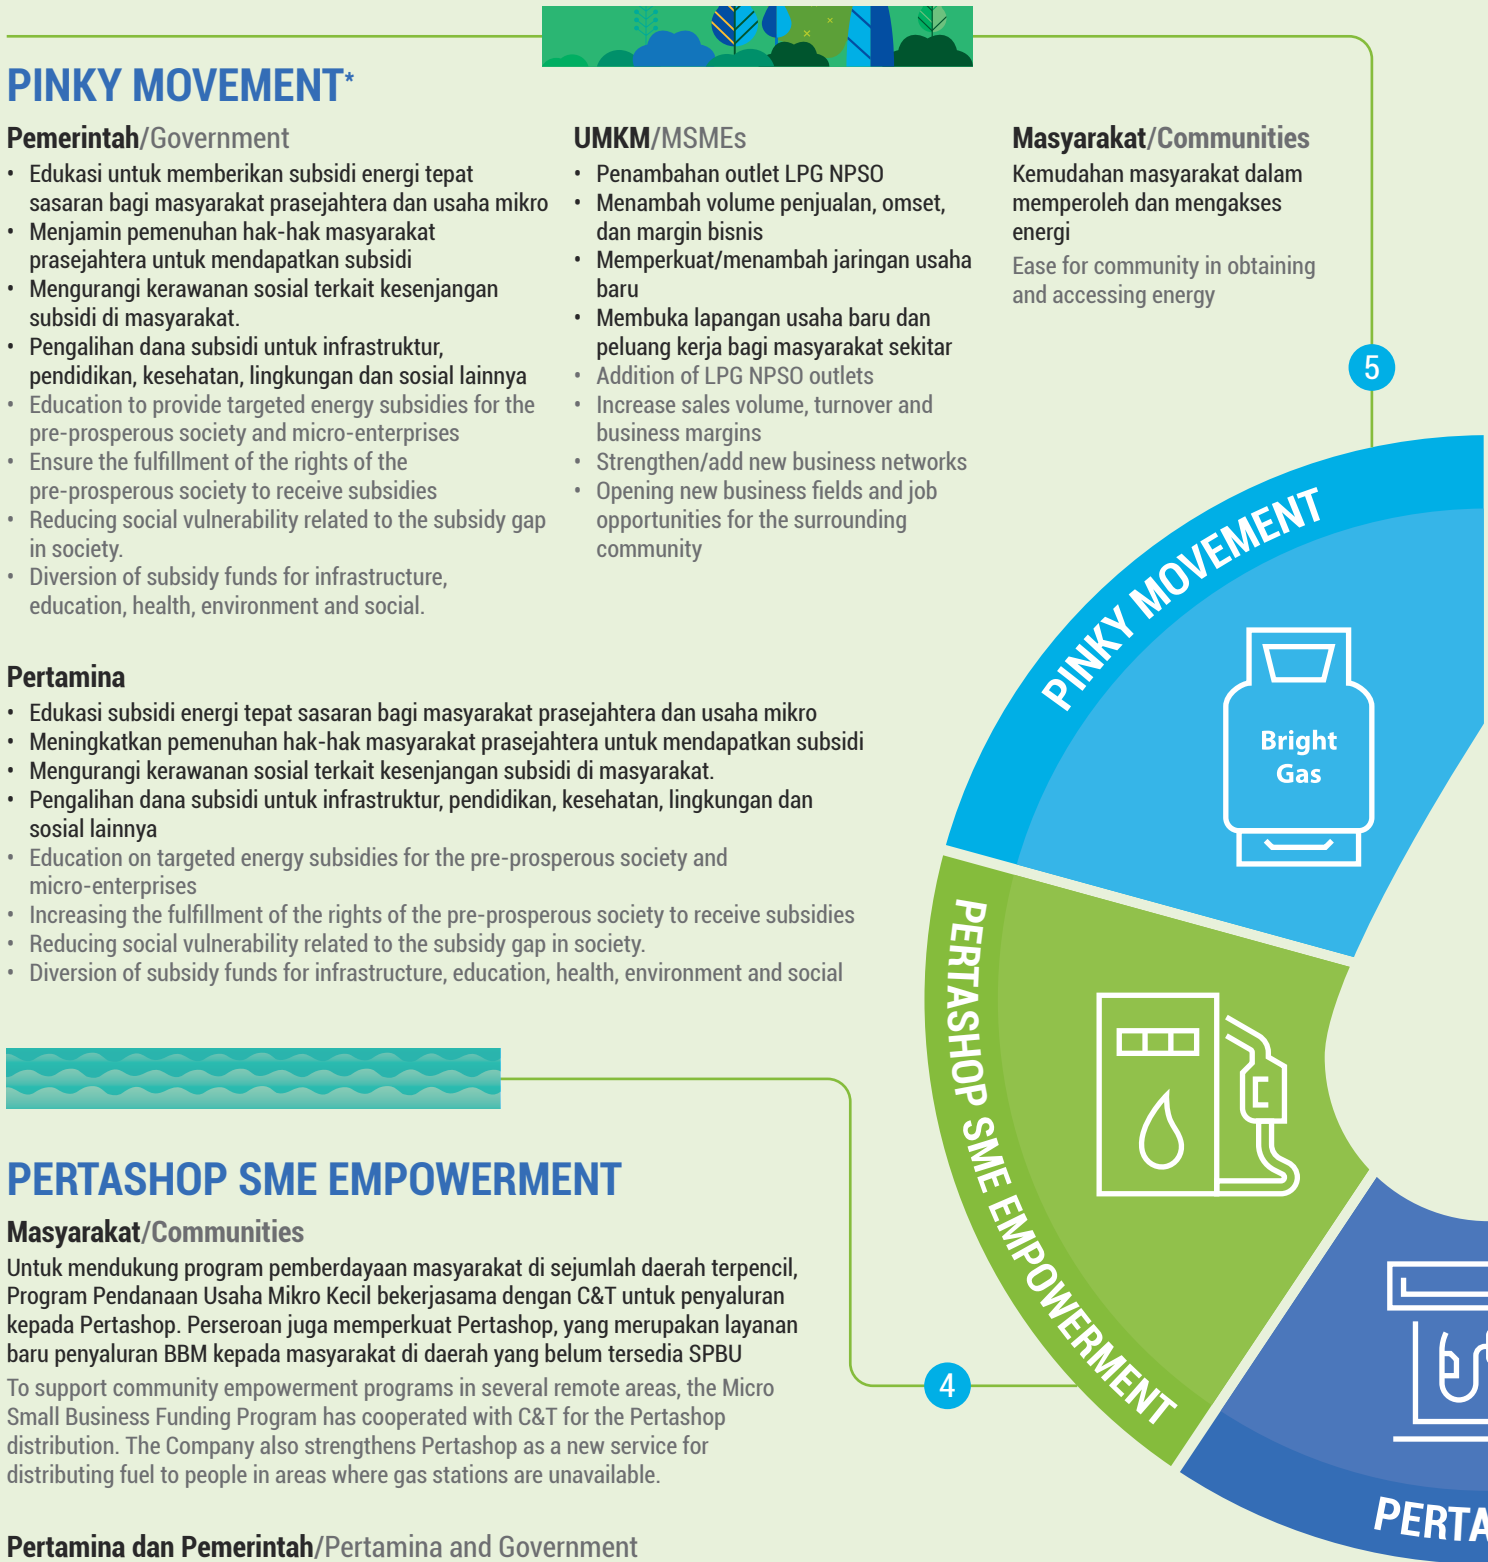 PINKY MOVEMENT*
Pemerintah/Government
• Edukasi untuk memberikan subsidi energi tepat
sasaran bagi masyarakat prasejahtera dan usaha mikro
• Menjamin pemenuhan hak-hak masyarakat
prasejahtera untuk mendapatkan subsidi
• Mengurangi kerawanan sosial terkait kesenjangan
subsidi di masyarakat.
• Pengalihan dana subsidi untuk infrastruktur,
pendidikan, kesehatan, lingkungan dan sosial lainnya
• Education to provide targeted energy subsidies for the
pre-prosperous society and micro-enterprises
• Ensure the fulfillment of the rights of the
pre-prosperous society to receive subsidies
• Reducing social vulnerability related to the subsidy gap
in society.
• Diversion of subsidy funds for infrastructure,
education, health, environment and social.
UMKM/MSMEs
• Penambahan outlet LPG NPSO
• Menambah volume penjualan, omset,
dan margin bisnis
• Memperkuat/menambah jaringan usaha
baru
• Membuka lapangan usaha baru dan
peluang kerja bagi masyarakat sekitar
• Addition of LPG NPSO outlets
• Increase sales volume, turnover and
business margins
• Strengthen/add new business networks
• Opening new business fields and job
opportunities for the surrounding
community
Masyarakat/Communities
Kemudahan masyarakat dalam
memperoleh dan mengakses
energi
Ease for community in obtaining
and accessing energy
5
Pertamina
• Edukasi subsidi energi tepat sasaran bagi masyarakat prasejahtera dan usaha mikro
• Meningkatkan pemenuhan hak-hak masyarakat prasejahtera untuk mendapatkan subsidi
• Mengurangi kerawanan sosial terkait kesenjangan subsidi di masyarakat.
• Pengalihan dana subsidi untuk infrastruktur, pendidikan, kesehatan, lingkungan dan
sosial lainnya
• Education on targeted energy subsidies for the pre-prosperous society and
micro-enterprises
• Increasing the fulfillment of the rights of the pre-prosperous society to receive subsidies
• Reducing social vulnerability related to the subsidy gap in society.
• Diversion of subsidy funds for infrastructure, education, health, environment and social
PINKY MOVEMENT
Bright
Gas
PERTASHOP SME EMPOWERMENT
PERTASHOP SME EMPOWERMENT
Masyarakat/Communities
Untuk mendukung program pemberdayaan masyarakat di sejumlah daerah terpencil,
Program Pendanaan Usaha Mikro Kecil bekerjasama dengan C&T untuk penyaluran
kepada Pertashop. Perseroan juga memperkuat Pertashop, yang merupakan layanan
baru penyaluran BBM kepada masyarakat di daerah yang belum tersedia SPBU
To support community empowerment programs in several remote areas, the Micro
Small Business Funding Program has cooperated with C&T for the Pertashop
distribution. The Company also strengthens Pertashop as a new service for
distributing fuel to people in areas where gas stations are unavailable.
4
PERTA
Pertamina dan Pemerintah/Pertamina and Government